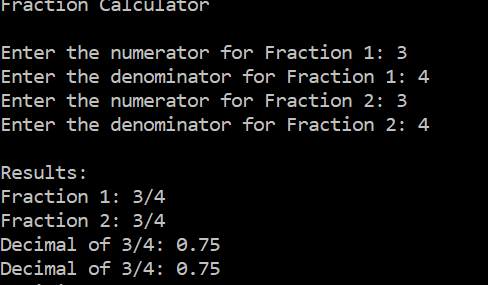 Fraction Calculator
Enter the numerator for Fraction 1: 3
Enter the denominator for Fraction 1: 4
Enter the numerator for Fraction 2: 3
Enter the denominator for Fraction 2: 4
Results:
Fraction 1: 3/4
Fraction 2: 3/4
Decimal of 3/4: 0.75
Decimal of 3/4: 0.75